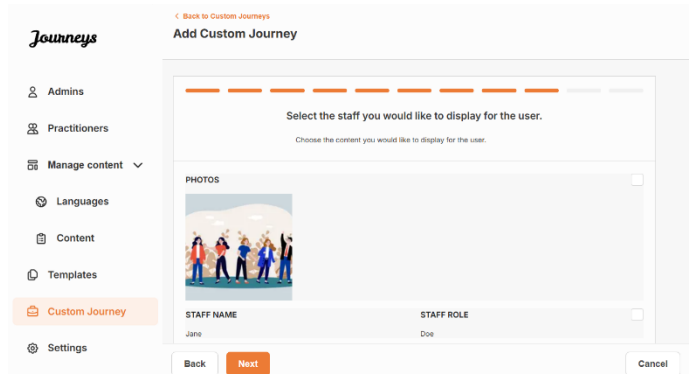 Journeys
Admins
Practitioners
Manage content
Languages
Content
Templates
Custom Journey
Settings
Back to Custom Journeys
Add Custom Journey
Select the staff you would like to display for the user.
Choose the content you would like to display for the user.
PHOTOS
STAFF NAME STAFF ROLE
Jane Doe
Back Next Cancel